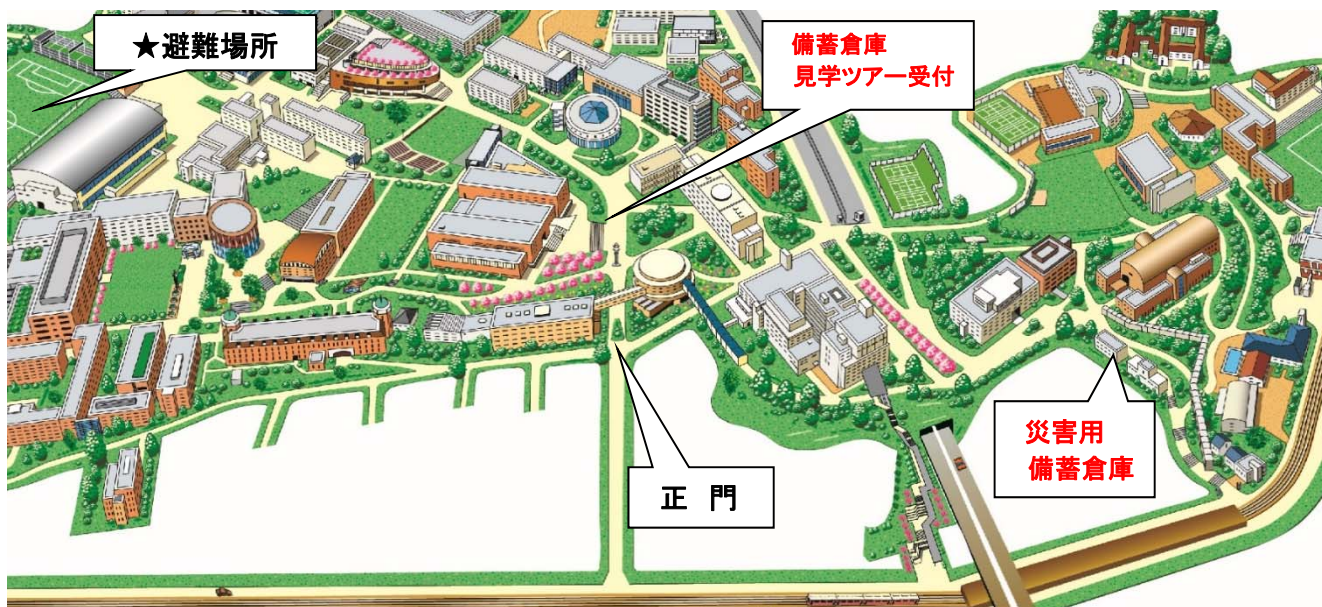 ★避難場所
備蓄倉庫
見学ツアー受付
正 門
災害用
備蓄倉庫